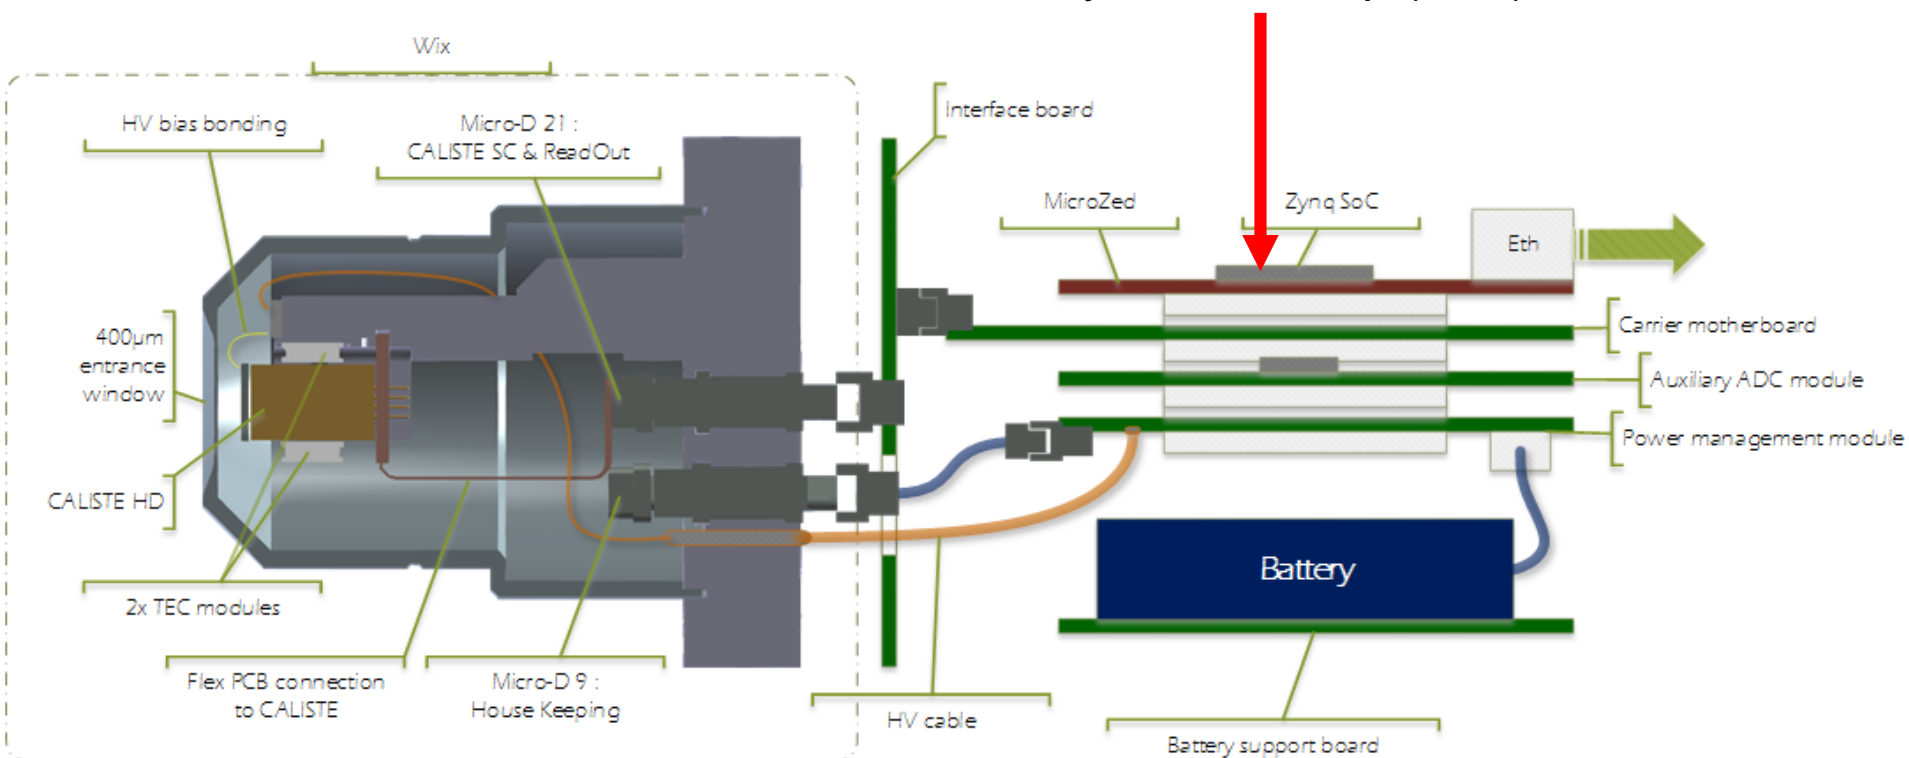 Wix
HV bias bonding
Micro-D 21 :
CALISTE SC & ReadOut
Interface board
MicroZed
Zynq SoC
Eth
400µm
entrance
window
Carrier motherboard
Auxiliary ADC module
Power management module
CALISTE HD
Battery
2x TEC modules
Flex PCB connection
to CALISTE
Micro-D 9 :
House Keeping
HV cable
Battery support board